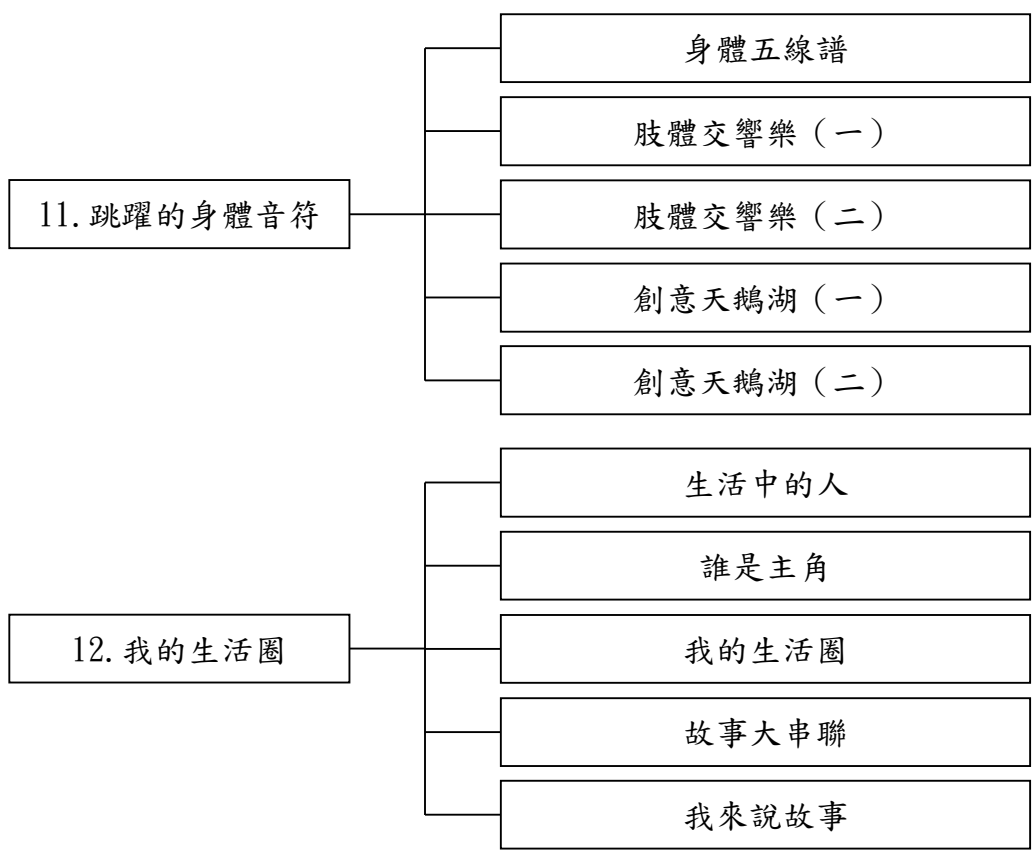 11.跳躍的身體音符
身體五線譜
肢體交響樂（一）
肢體交響樂（二）
創意天鵝湖（一）
創意天鵝湖（二）
12.我的生活圈
生活中的人
誰是主角
我的生活圈
故事大串聯
我來說故事